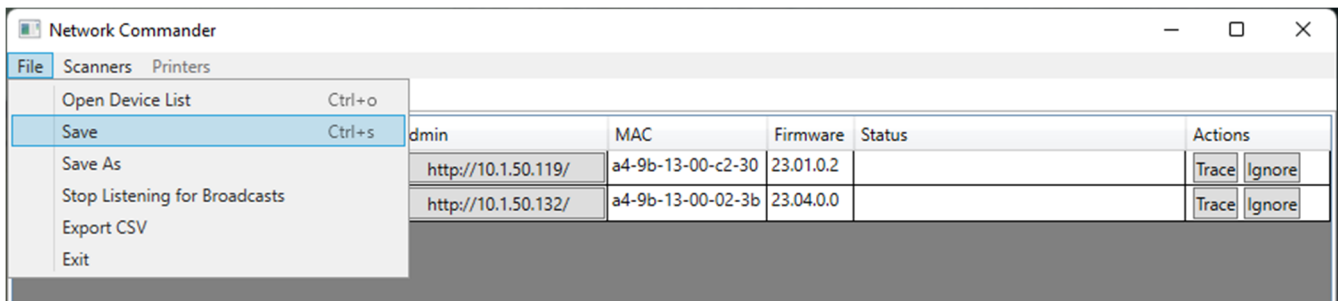 Network Commander
File Scanners Printers
Open Device List Ctrl+o
Save Ctrl+s
Save As
Stop Listening for Broadcasts
Export CSV
Exit
dmin MAC Firmware Status Actions
http://10.1.50.119/ a4-9b-13-00-c2-30 23.01.0.2 Trace Ignore
http://10.1.50.132/ a4-9b-13-00-02-3b 23.04.0.0 Trace Ignore